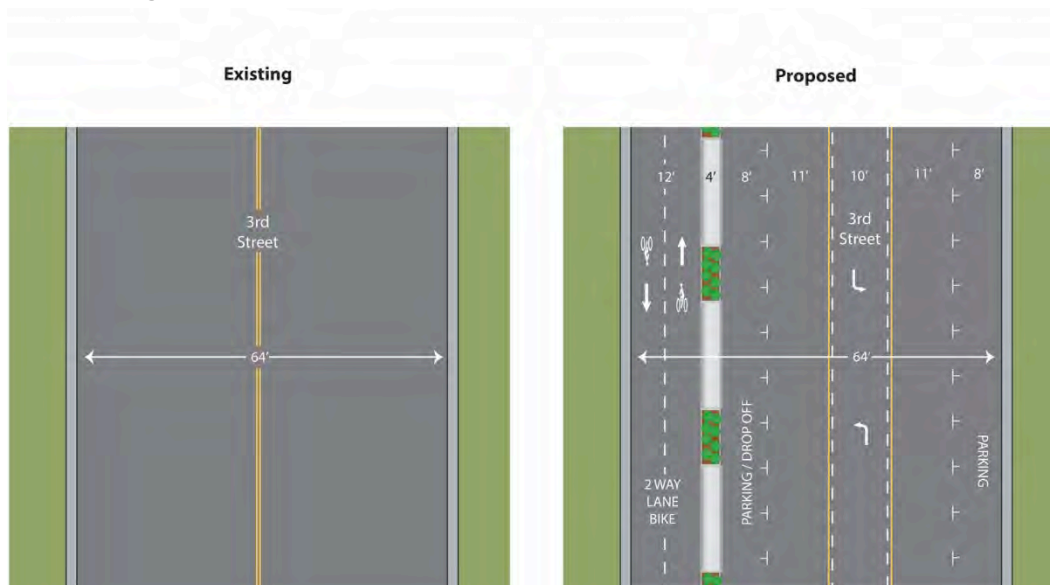 Existing
3rd
Street
64'
Proposed
12'
4'
8'
11'
10'
11'
8'
3rd
Street
64'
PARKING / DROP OFF
PARKING
2 WAY
LANE
BIKE